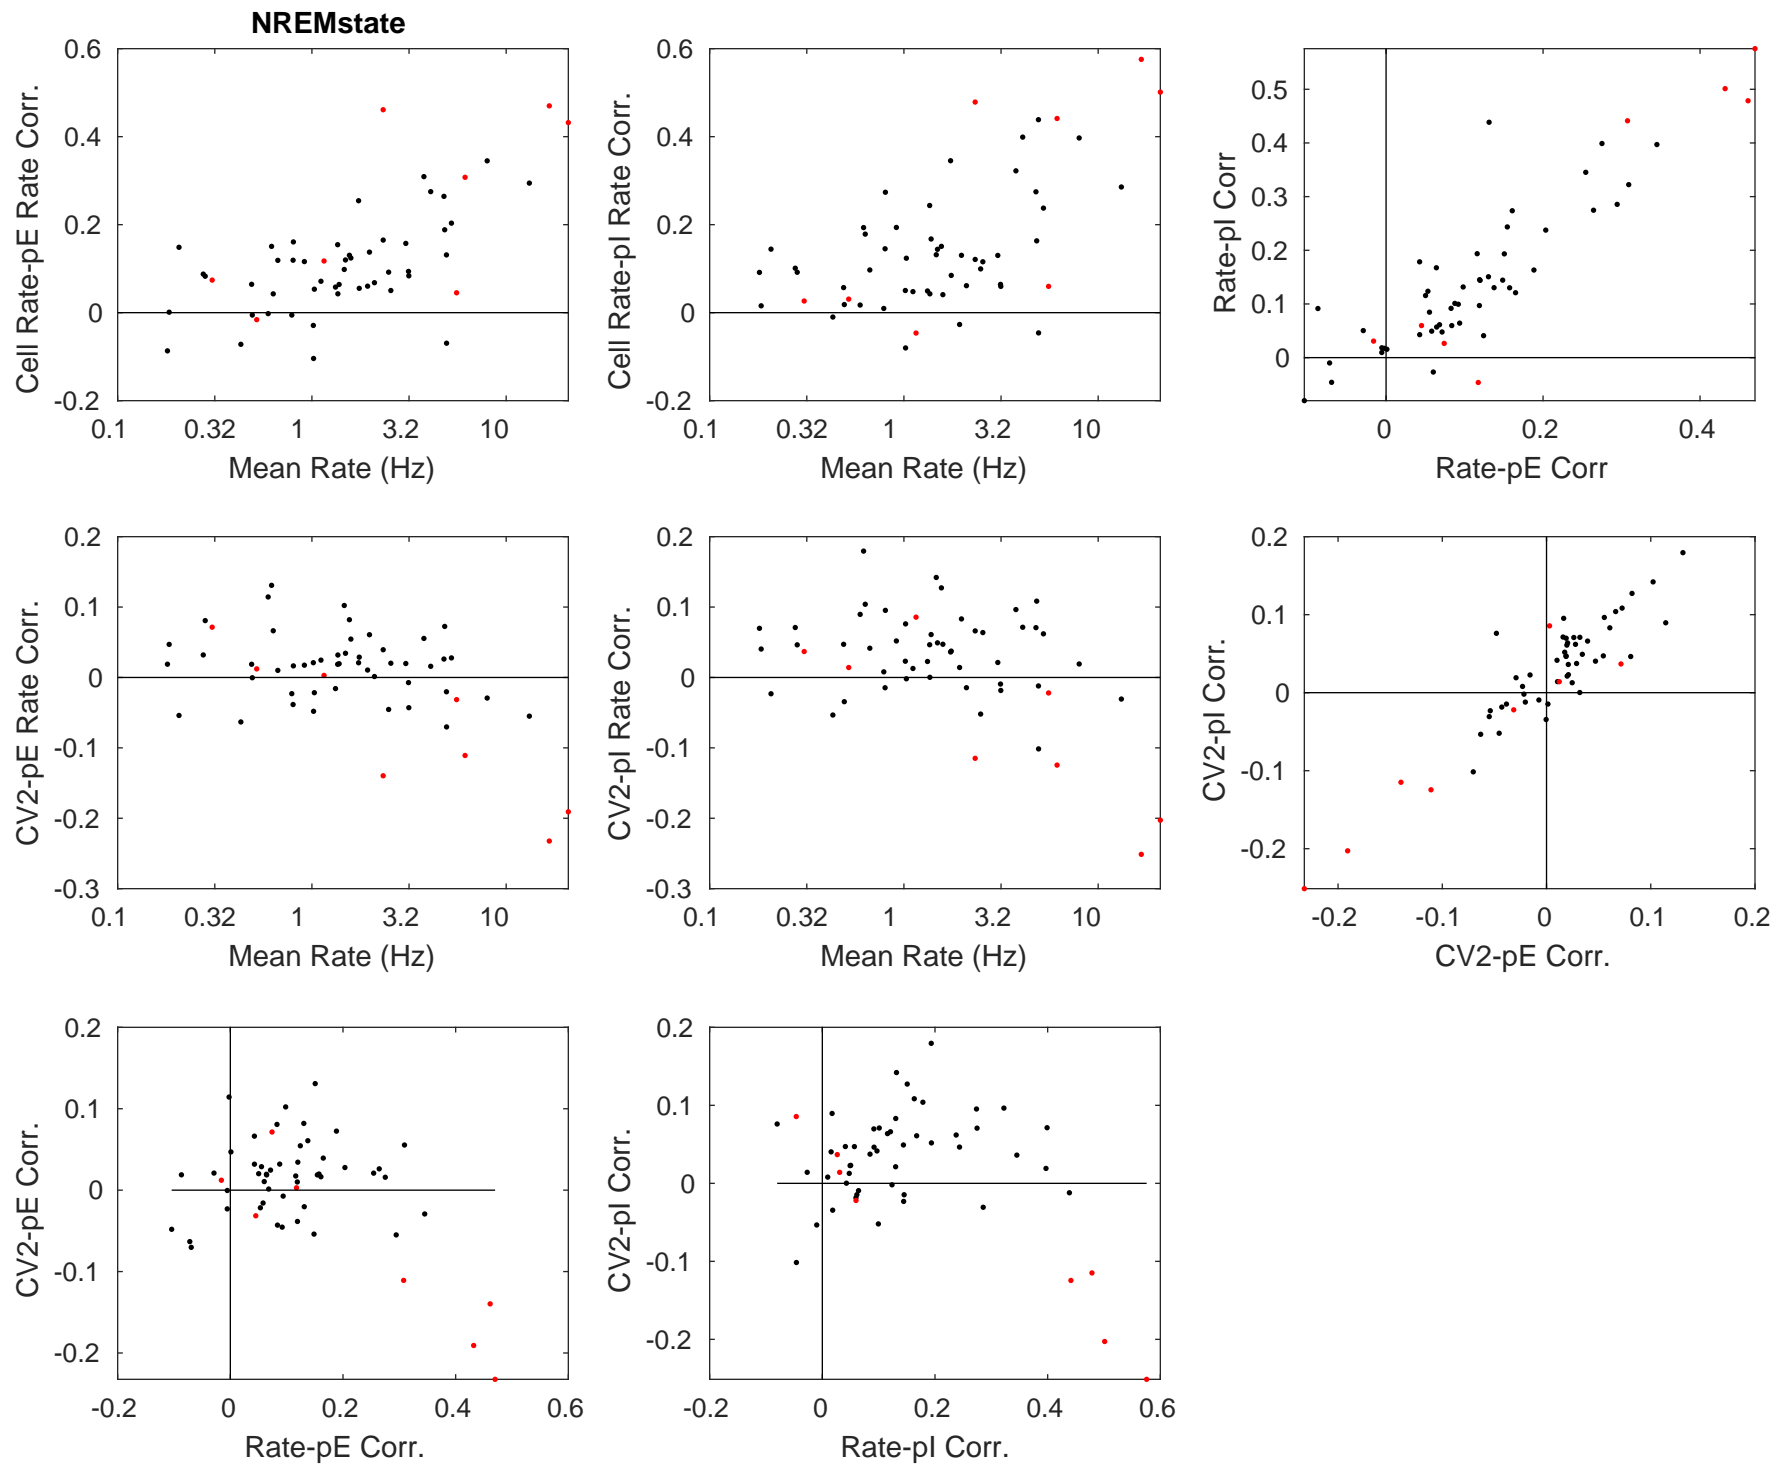 NREMstate
0.6
0.4
0.2
0
-0.2
0.1 0.32 1 3.2 10
Cell Rate-pE Rate Corr.
Mean Rate (Hz)
0.6
0.4
0.2
0
-0.2
0.1 0.32 1 3.2 10
Cell Rate-pI Rate Corr.
Mean Rate (Hz)
0.5
0.4
0.3
0.2
0.1
0
0 0.2 0.4
Rate-pI Corr
Rate-pE Corr
0.2
0.1
0
-0.1
-0.2
-0.3
0.1 0.32 1 3.2 10
CV2-pE Rate Corr.
Mean Rate (Hz)
0.2
0.1
0
-0.1
-0.2
-0.3
0.1 0.32 1 3.2 10
CV2-pI Rate Corr.
Mean Rate (Hz)
0.2
0.1
0
-0.1
-0.2
-0.2 -0.1 0 0.1 0.2
CV2-pI Corr.
CV2-pE Corr.
0.2
0.1
0
-0.1
-0.2
-0.2 0 0.2 0.4 0.6
CV2-pE Corr.
Rate-pE Corr.
0.2
0.1
0
-0.1
-0.2
-0.2 0 0.2 0.4 0.6
CV2-pI Corr.
Rate-pI Corr.